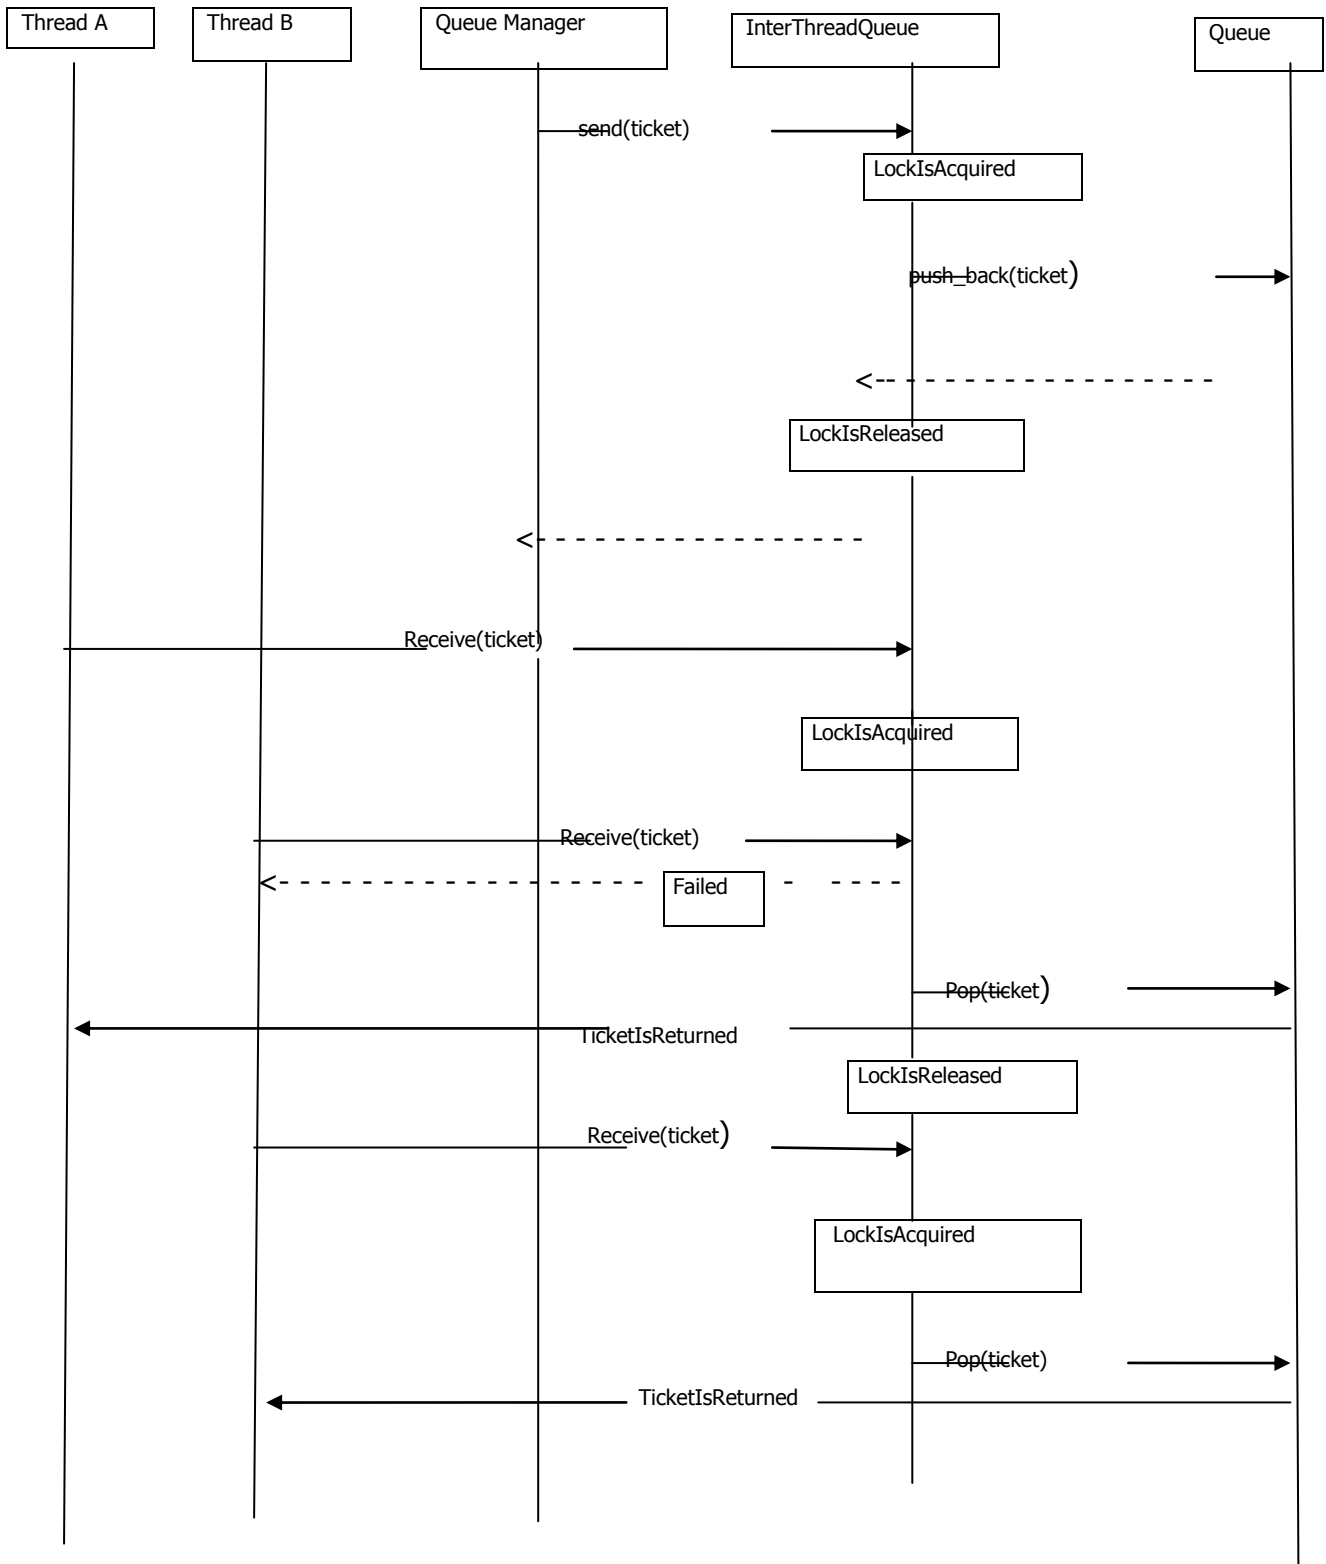 Thread A
Thread B
Queue Manager
InterThreadQueue
Queue
send(ticket)
LockIsAcquired
push_back(ticket)
LockIsReleased
Receive(ticket)
LockIsAcquired
Receive(ticket)
Failed
Pop(ticket)
TicketIsReturned
LockIsReleased
Receive(ticket)
LockIsAcquired
Pop(ticket)
TicketIsReturned